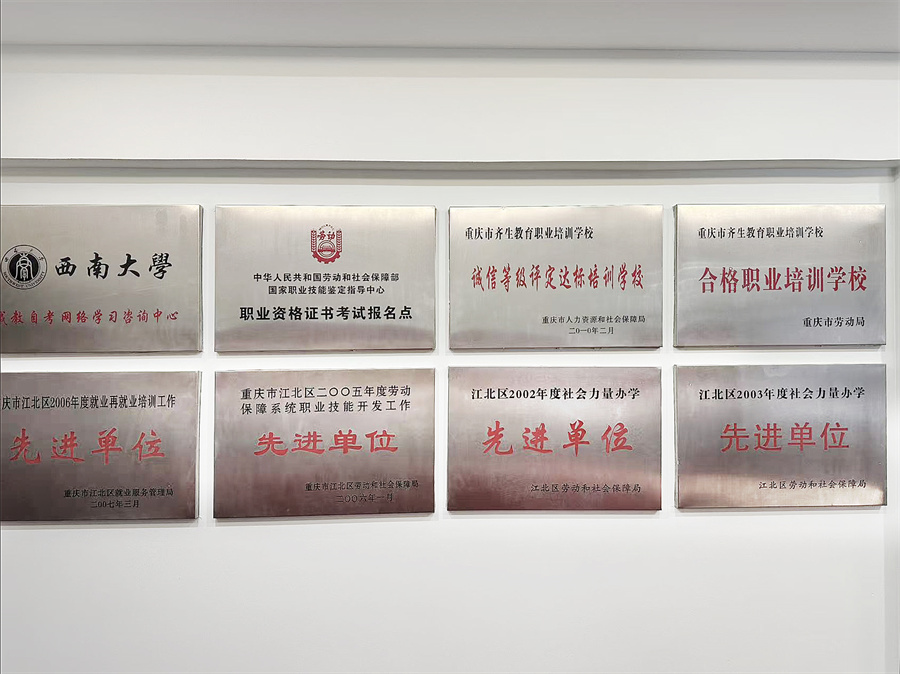 西南大學
成教自考网络学习咨询中心
劳动
中华人民共和国劳动和社会保障部
国家职业技能鉴定指导中心
职业资格证书考试报名点
重庆市齐生教育职业培训学校
诚信等级评定达标培训学校
重庆市人力资源和社会保障局
二〇一〇年二月
重庆市齐生教育职业培训学校
合格职业培训学校
重庆市劳动局
庆市江北区2006年度就业再就业培训工作
先进单位
重庆市江北区就业服务管理局
二〇〇七年三月
重庆市江北区二〇〇五年度劳动
保障系统职业技能开发工作
先进单位
重庆市江北区劳动和社会保障局
二〇〇六年一月
江北区2002年度社会力量办学
先进单位
江北区劳动和社会保障局
江北区2003年度社会力量办学
先进单位
江北区劳动和社会保障局